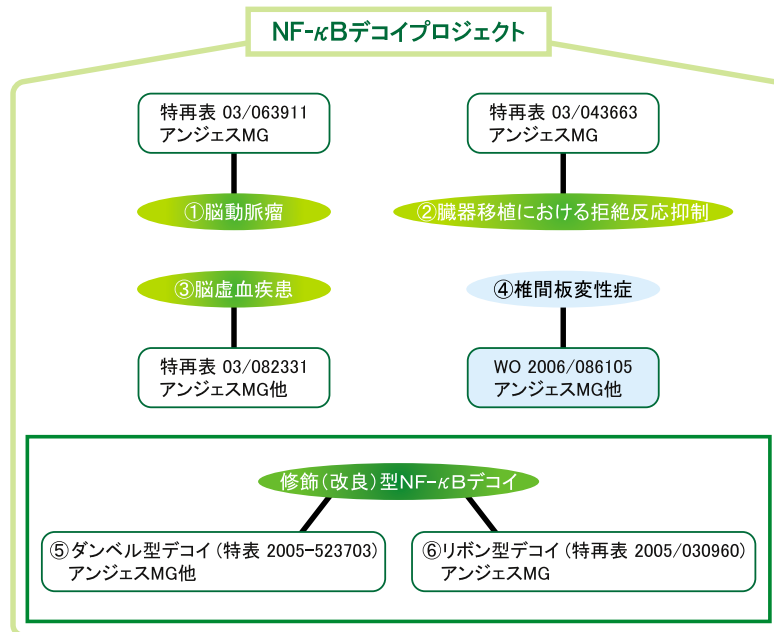 NF-κBデコイプロジェクト
特再表 03/063911
アンジェスMG
特再表 03/043663
アンジェスMG
①脳動脈瘤
②臓器移植における拒絶反応抑制
③脳虚血疾患
④椎間板変性症
特再表 03/082331
アンジェスMG他
WO 2006/086105
アンジェスMG他
修飾(改良)型NF-κBデコイ
⑤ダンベル型デコイ(特表 2005-523703)
アンジェスMG他
⑥リボン型デコイ(特再表 2005/030960)
アンジェスMG